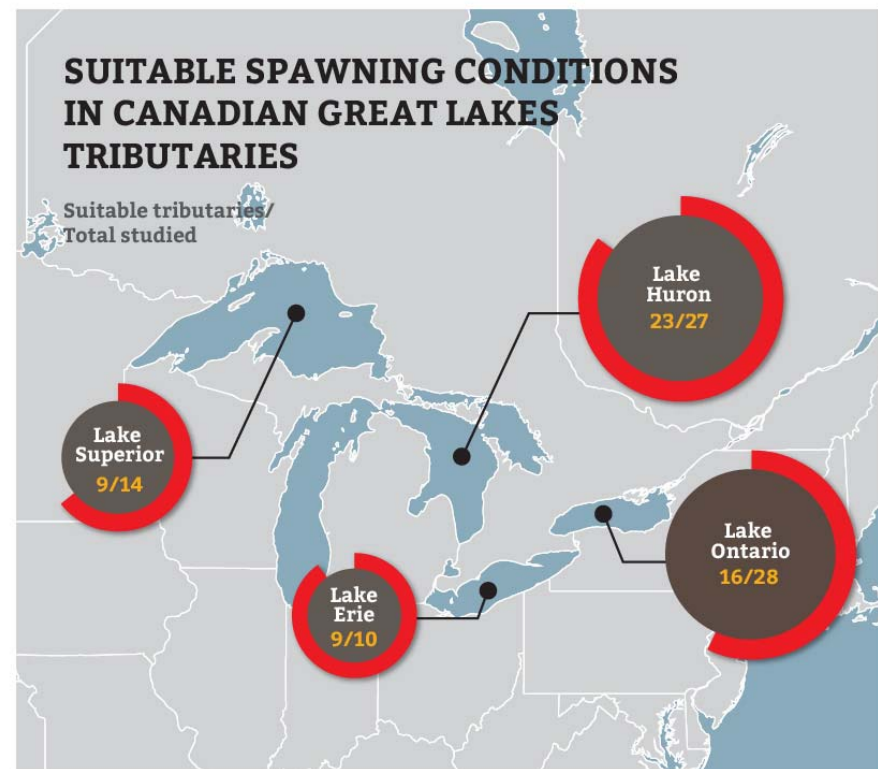 SUITABLE SPAWNING CONDITIONS
IN CANADIAN GREAT LAKES
TRIBUTARIES
Suitable tributaries/
Total studied
Lake
Huron
23/27
Lake
Superior
9/14
Lake
Ontario
16/28
Lake
Erie
9/10